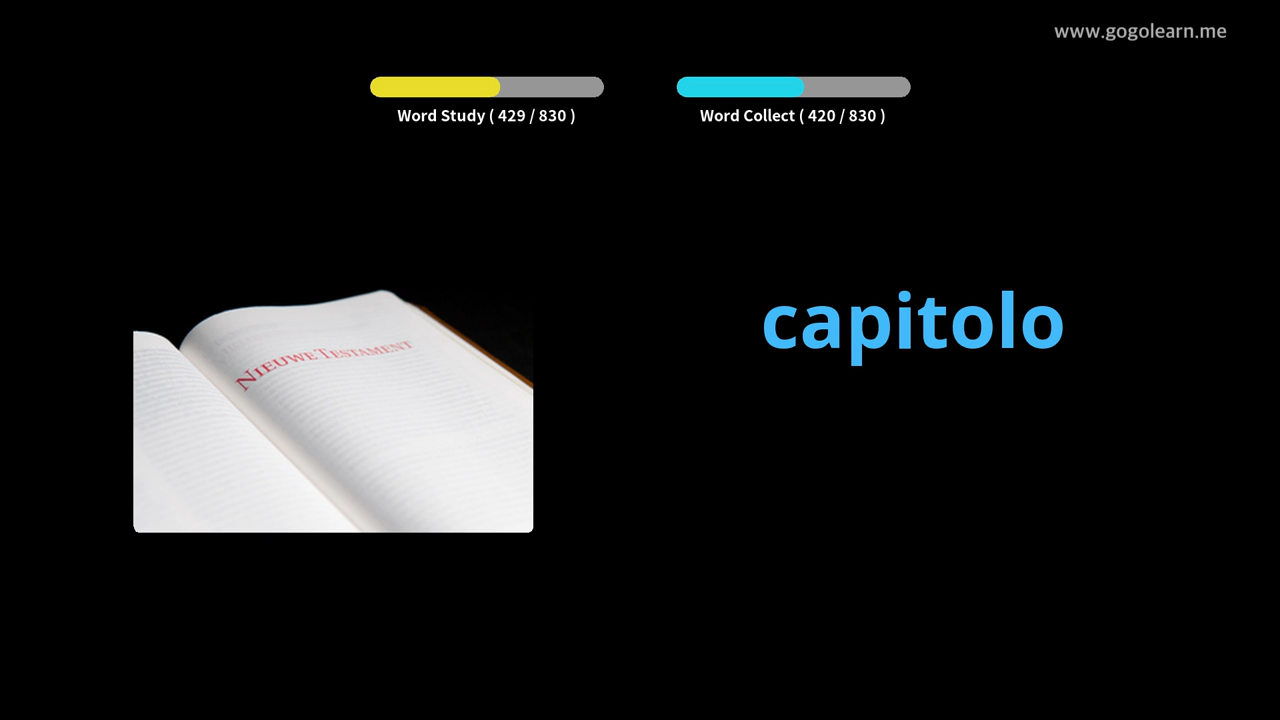 www.gogolearn.me
Word Study ( 429 / 830 )
Word Collect ( 420 / 830 )
capitolo
NIEUWE TESTAMENT